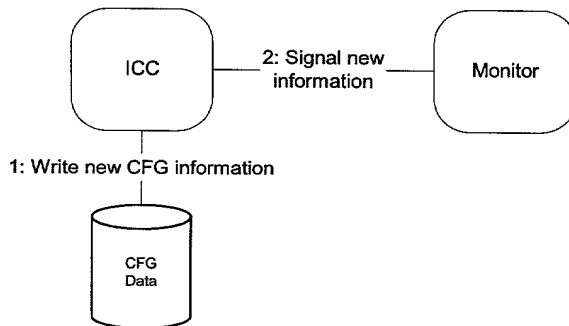 ICC
2: Signal new
information
Monitor
1: Write new CFG information
CFG
Data